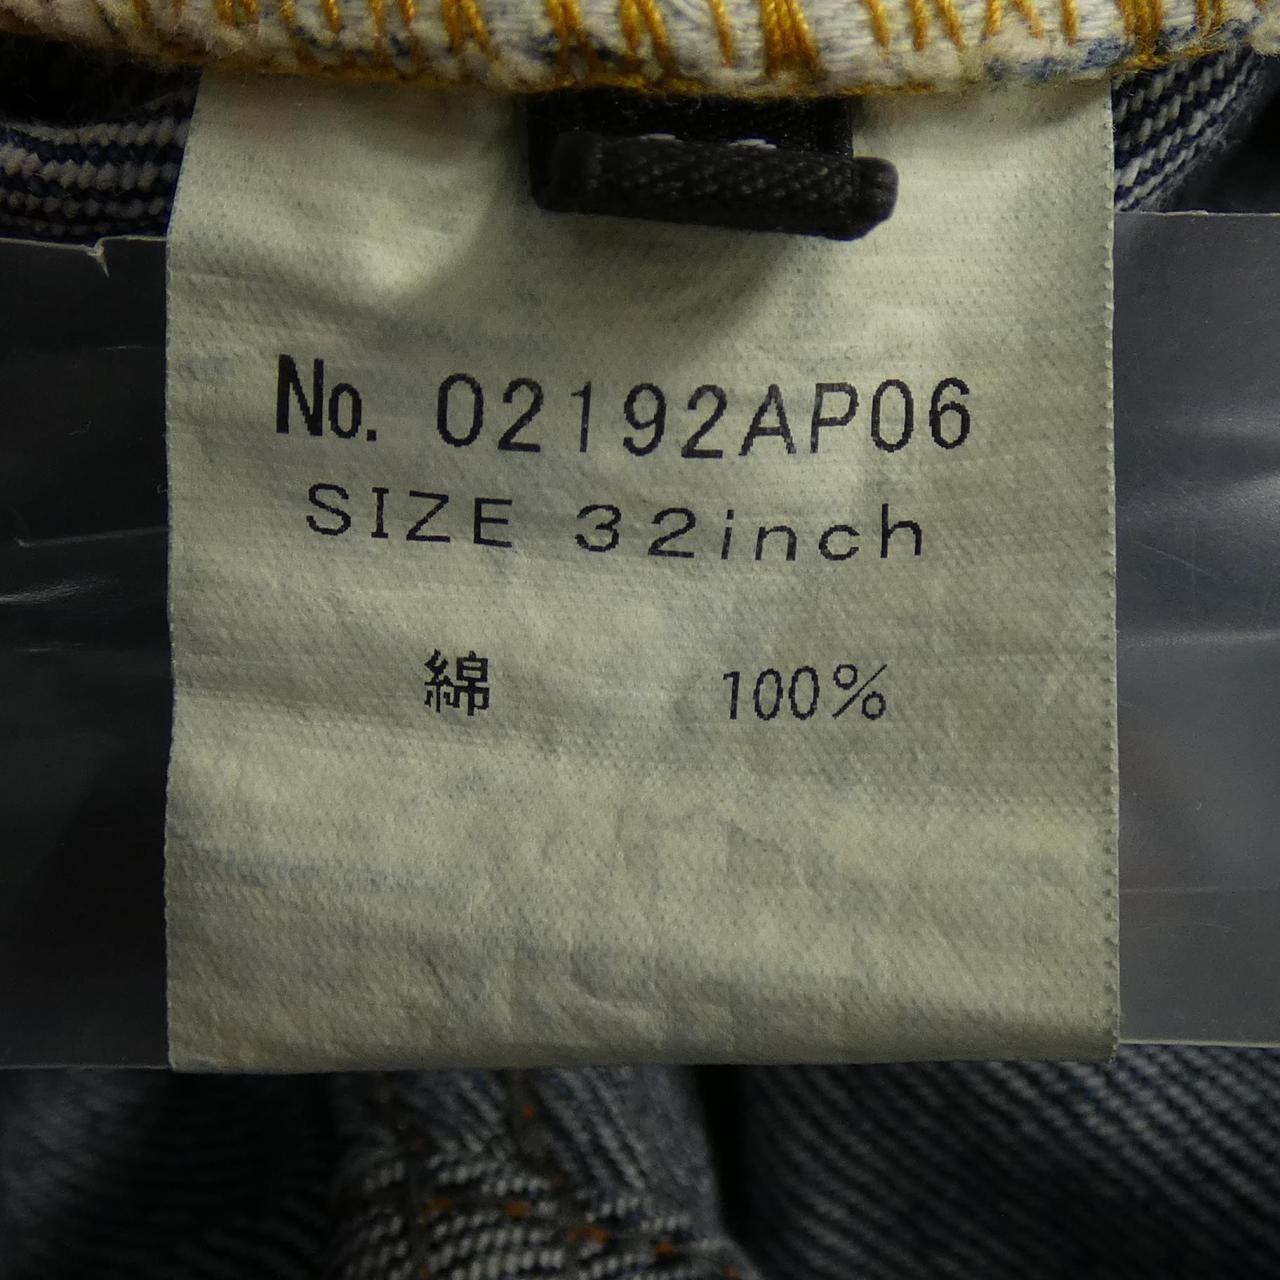 No. 02192AP06
SIZE 32inch
綿 100%